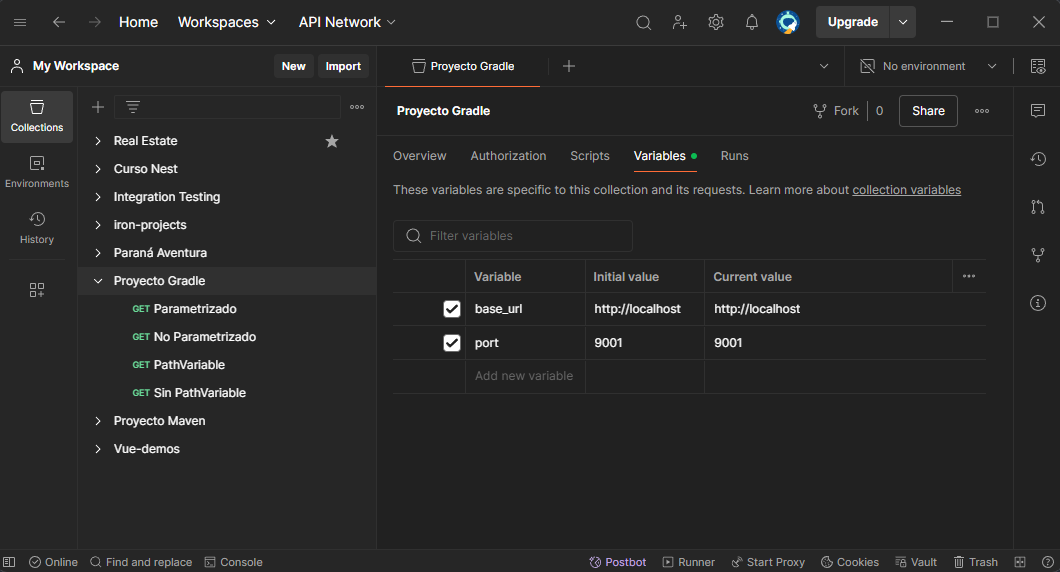 Home Workspaces API Network Upgrade
My Workspace New Import Proyecto Gradle No environment
Collections
Environments
History
Real Estate
Curso Nest
Integration Testing
iron-projects
Paraná Aventura
Proyecto Gradle
GET Parametrizado
GET No Parametrizado
GET PathVariable
GET Sin PathVariable
Proyecto Maven
Vue-demos
Proyecto Gradle Fork 0 Share
Overview Authorization Scripts Variables Runs
These variables are specific to this collection and its requests. Learn more about collection variables
Filter variables
Variable Initial value Current value
base_url http://localhost http://localhost
port 9001 9001
Add new variable
Online Find and replace Console Postbot Runner Start Proxy Cookies Vault Trash